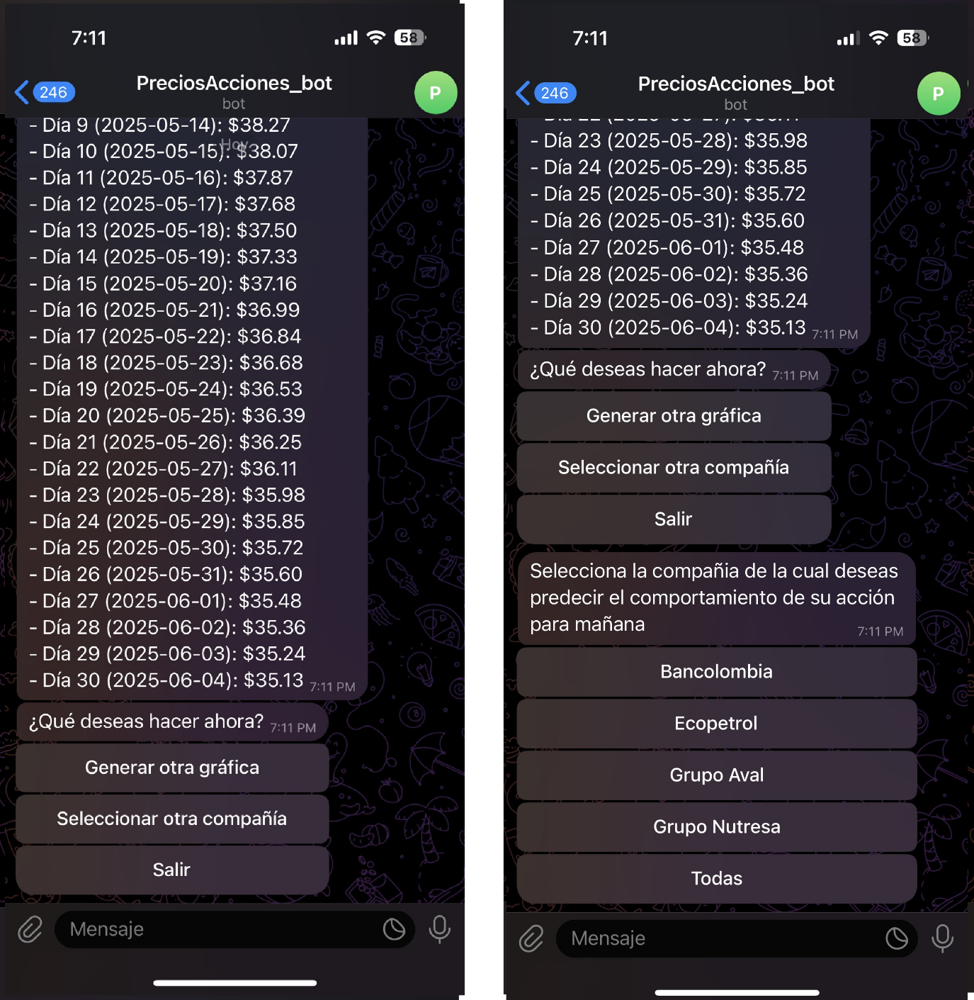 7:11
58
246
PreciosAcciones_bot
bot
P
- Día 9 (2025-05-14): $38.27
Hoy
- Día 10 (2025-05-15): $38.07
- Día 11 (2025-05-16): $37.87
- Día 12 (2025-05-17): $37.68
- Día 13 (2025-05-18): $37.50
- Día 14 (2025-05-19): $37.33
- Día 15 (2025-05-20): $37.16
- Día 16 (2025-05-21): $36.99
- Día 17 (2025-05-22): $36.84
- Día 18 (2025-05-23): $36.68
- Día 19 (2025-05-24): $36.53
- Día 20 (2025-05-25): $36.39
- Día 21 (2025-05-26): $36.25
- Día 22 (2025-05-27): $36.11
- Día 23 (2025-05-28): $35.98
- Día 24 (2025-05-29): $35.85
- Día 25 (2025-05-30): $35.72
- Día 26 (2025-05-31): $35.60
- Día 27 (2025-06-01): $35.48
- Día 28 (2025-06-02): $35.36
- Día 29 (2025-06-03): $35.24
- Día 30 (2025-06-04): $35.13 7:11 PM
¿Qué deseas hacer ahora? 7:11 PM
Generar otra gráfica
Seleccionar otra compañía
Salir
Mensaje
7:11
58
246
PreciosAcciones_bot
bot
P
- Día 23 (2025-05-28): $35.98
- Día 24 (2025-05-29): $35.85
- Día 25 (2025-05-30): $35.72
- Día 26 (2025-05-31): $35.60
- Día 27 (2025-06-01): $35.48
- Día 28 (2025-06-02): $35.36
- Día 29 (2025-06-03): $35.24
- Día 30 (2025-06-04): $35.13 7:11 PM
¿Qué deseas hacer ahora? 7:11 PM
Generar otra gráfica
Seleccionar otra compañía
Salir
Selecciona la compañia de la cual deseas
predecir el comportamiento de su acción
para mañana 7:11 PM
Bancolombia
Ecopetrol
Grupo Aval
Grupo Nutresa
Todas
Mensaje